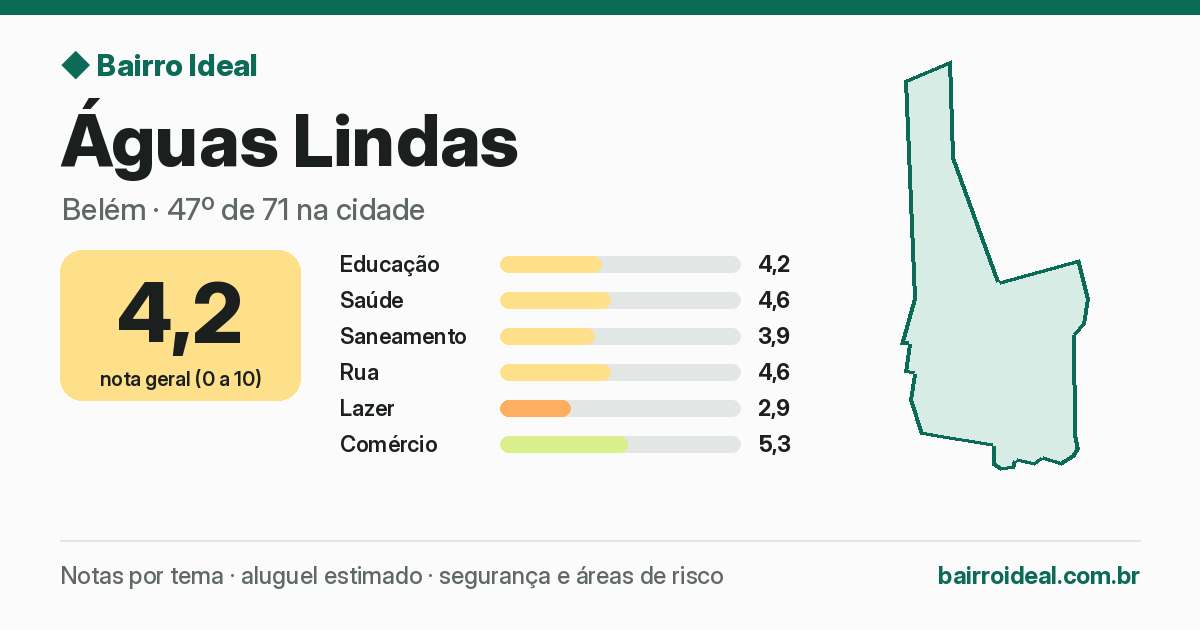 Bairro Ideal
Águas Lindas
Belém · 47º de 71 na cidade
4,2
nota geral (0 a 10)
Educação 4,2
Saúde 4,6
Saneamento 3,9
Rua 4,6
Lazer 2,9
Comércio 5,3
Notas por tema · aluguel estimado · segurança e áreas de risco
bairroideal.com.br